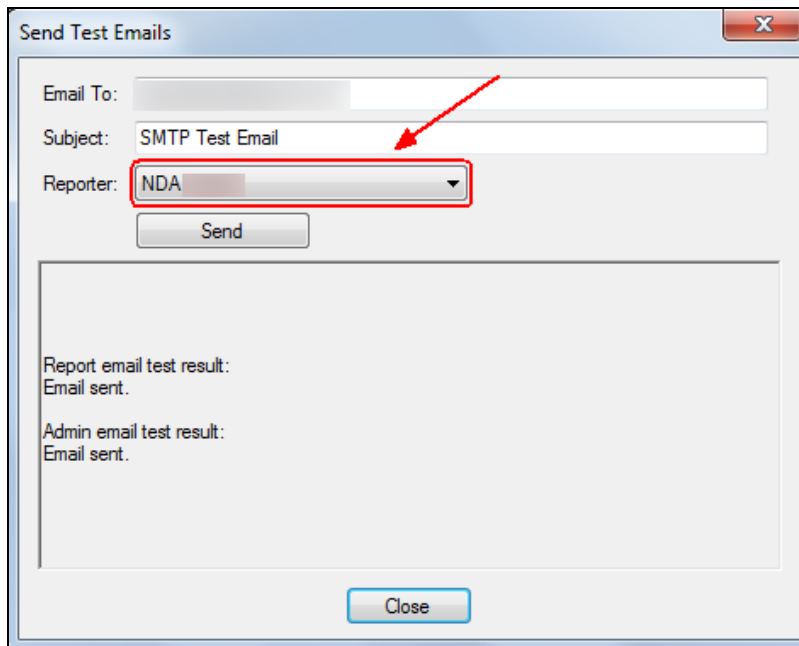 Send Test Emails
Email To:
Subject: SMTP Test Email
Reporter: NDA
Send
Report email test result:
Email sent.
Admin email test result:
Email sent.
Close